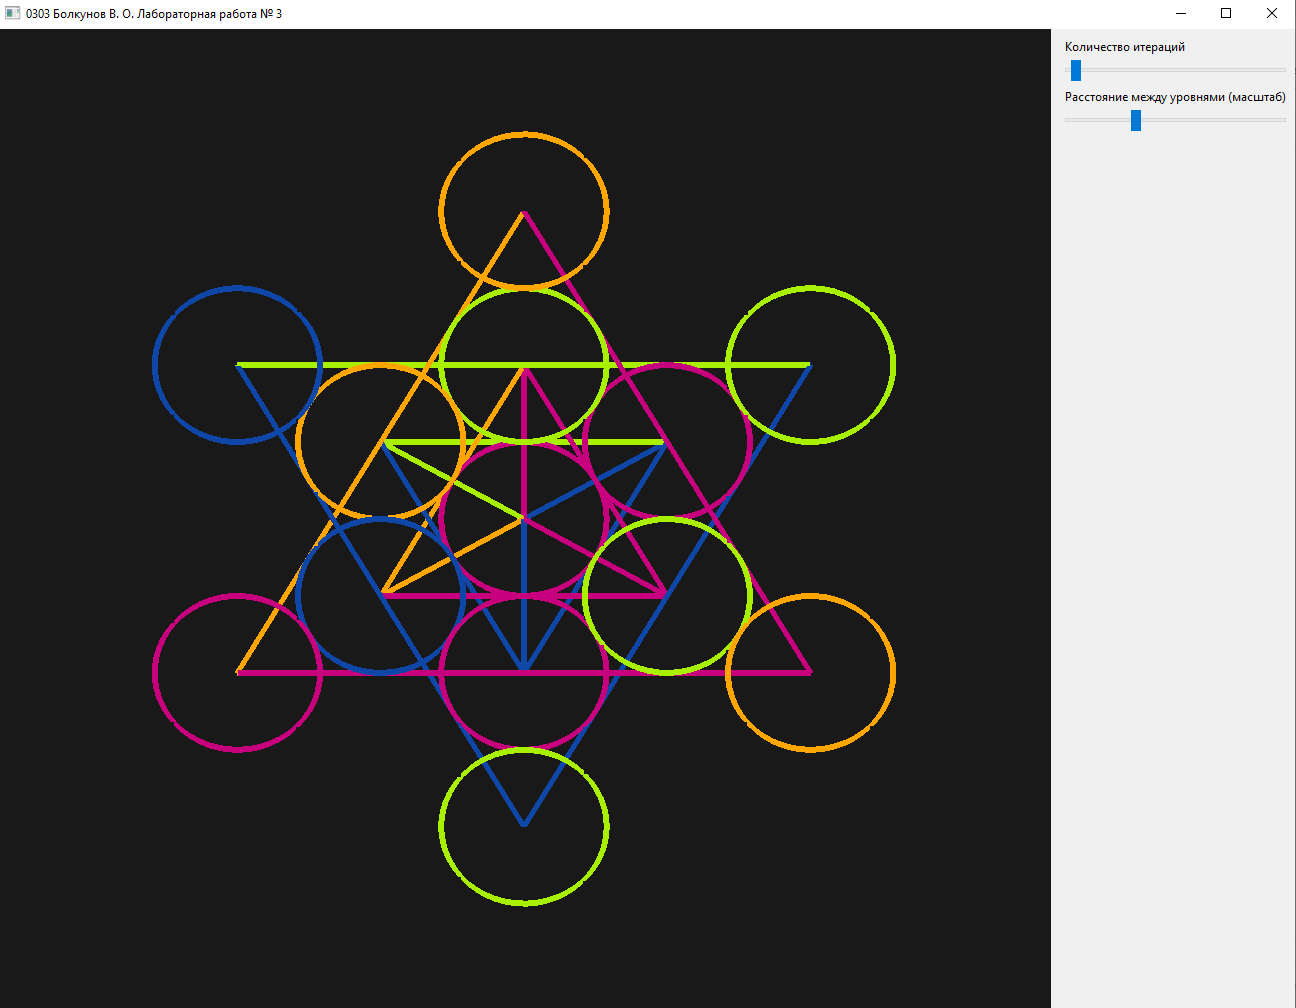 0303 Болкунов В. О. Лабораторная работа № 3
Количество итераций
Расстояние между уровнями (масштаб)